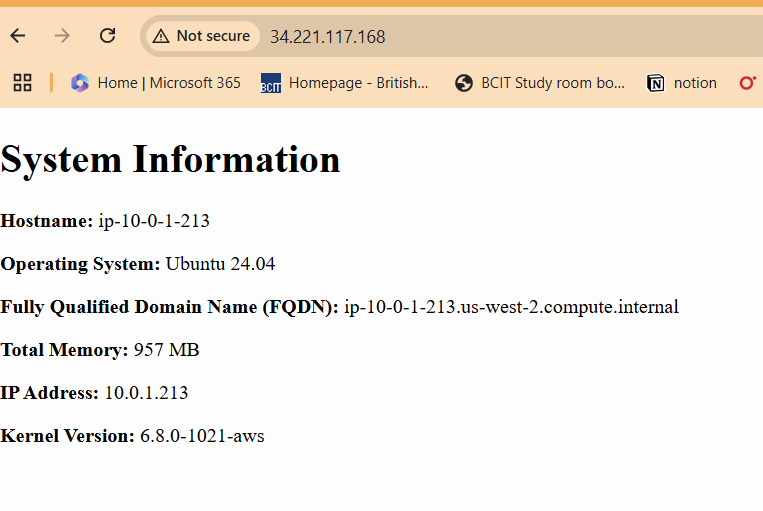 Not secure 34.221.117.168
Home | Microsoft 365 BCIT Homepage - British... BCIT Study room bo... notion
System Information
Hostname: ip-10-0-1-213
Operating System: Ubuntu 24.04
Fully Qualified Domain Name (FQDN): ip-10-0-1-213.us-west-2.compute.internal
Total Memory: 957 MB
IP Address: 10.0.1.213
Kernel Version: 6.8.0-1021-aws